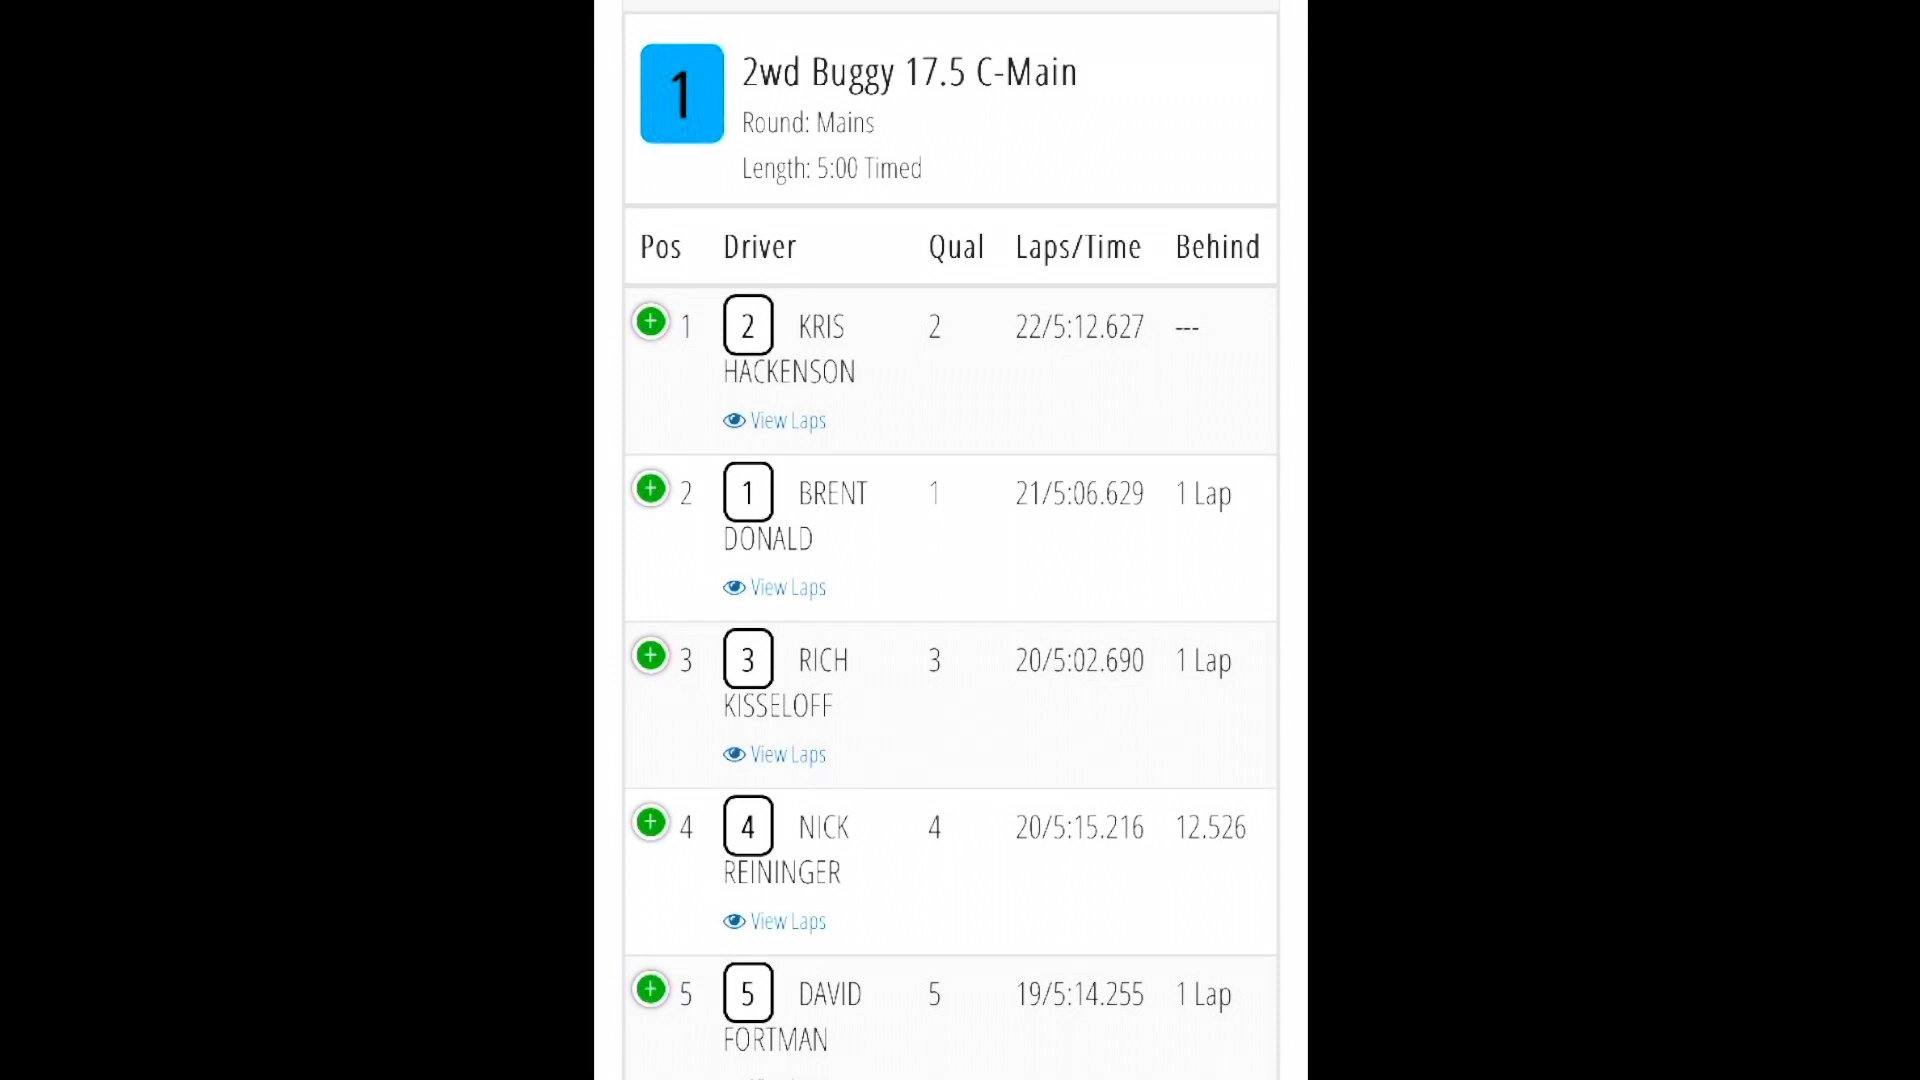 1
2wd Buggy 17.5 C-Main
Round: Mains
Length: 5:00 Timed
Pos Driver Qual Laps/Time Behind
1 2 KRIS 2 22/5:12.627 ---
HACKENSON
View Laps
2 1 BRENT 1 21/5:06.629 1 Lap
DONALD
View Laps
3 3 RICH 3 20/5:02.690 1 Lap
KISSELOFF
View Laps
4 4 NICK 4 20/5:15.216 12.526
REININGER
View Laps
5 5 DAVID 5 19/5:14.255 1 Lap
FORTMAN